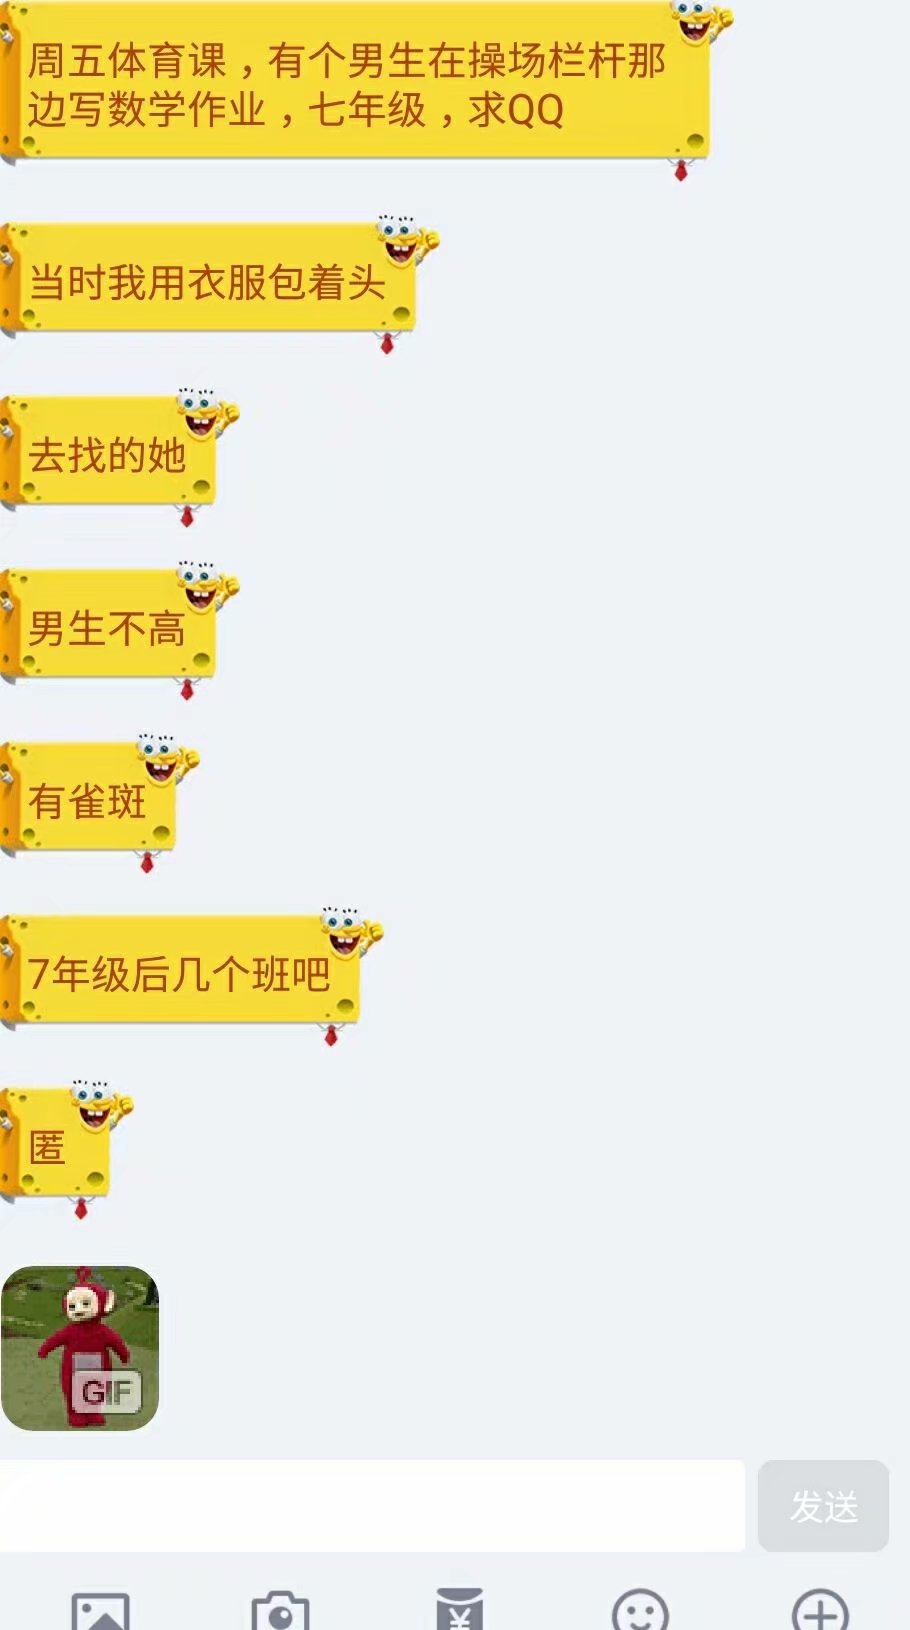 周五体育课，有个男生在操场栏杆那
边写数学作业，七年级，求QQ
当时我用衣服包着头
去找的她
男生不高
有雀斑
7年级后几个班吧
匿
GIF
发送
¥